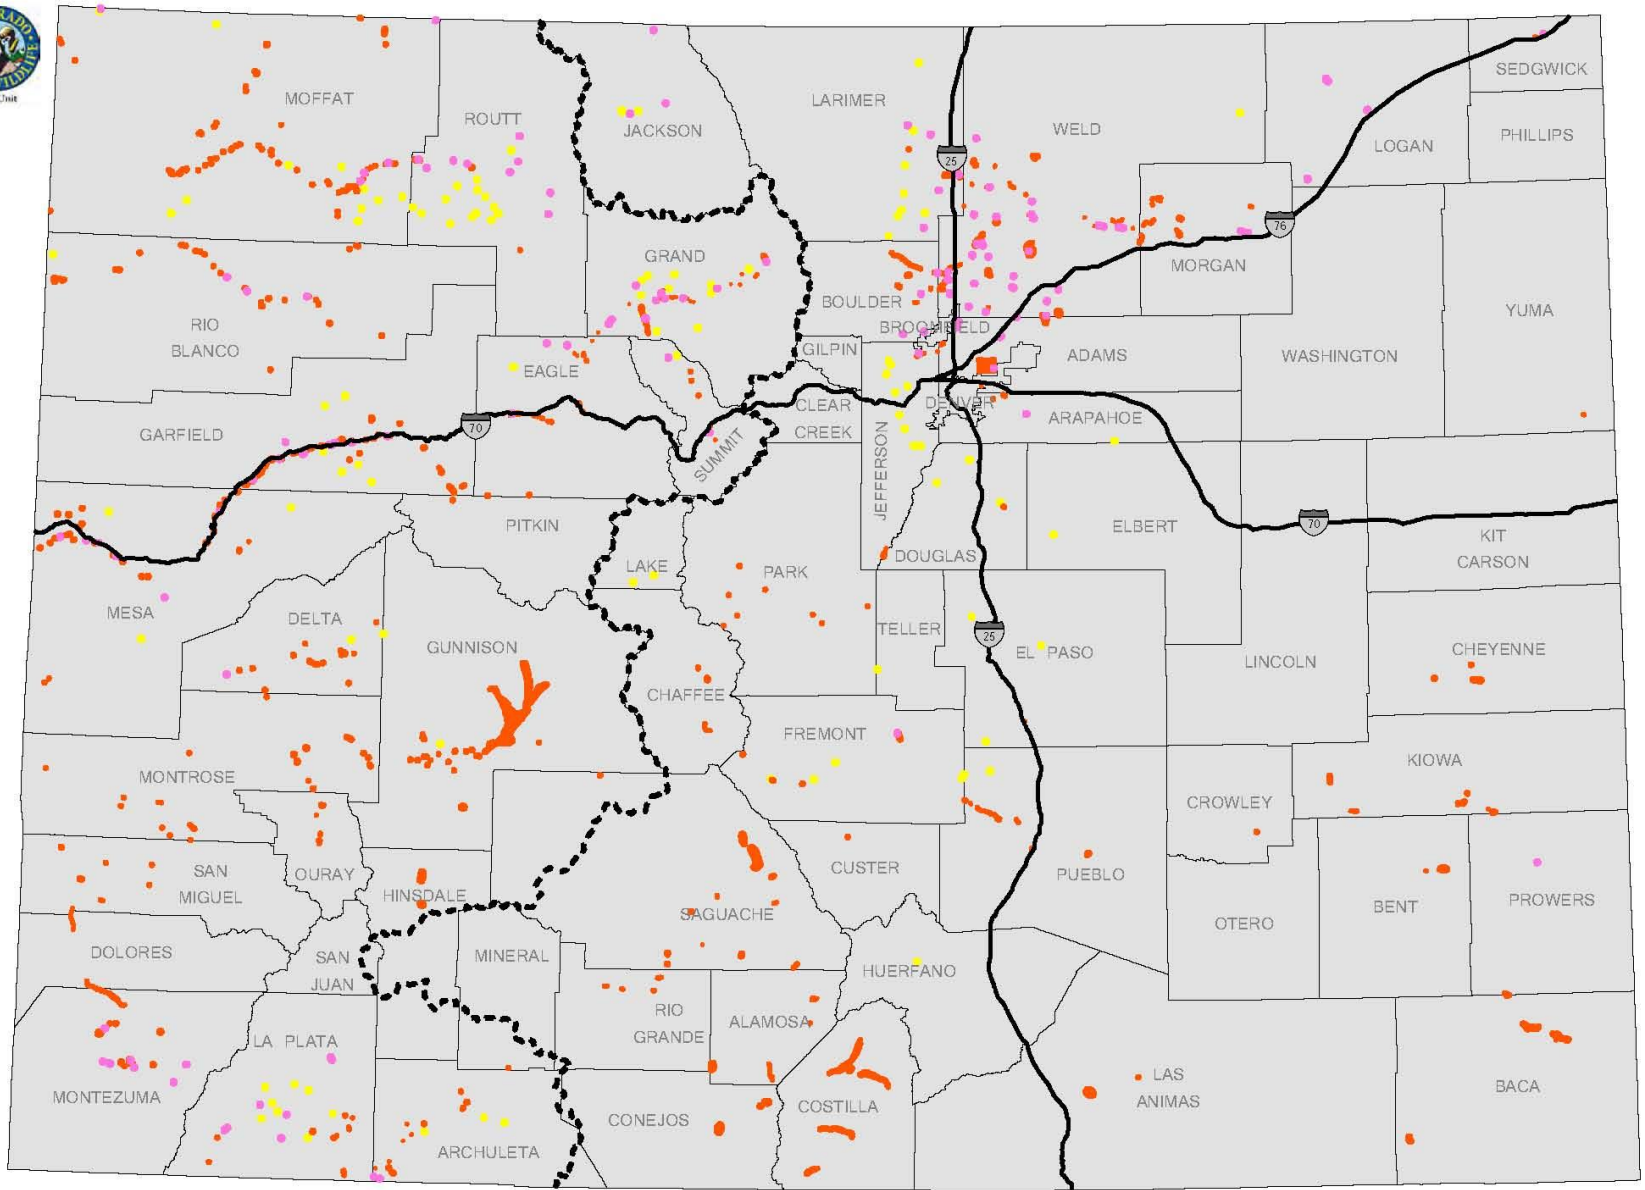 Unit
SEDGWICK
MOFFAT
LARIMER
ROUTT
WELD
JACKSON
LOGAN
PHILLIPS
25
76
GRAND
MORGAN
BOULDER
YUMA
RIO
BLANCO
BROOMFIELD
GILPIN
ADAMS
WASHINGTON
EAGLE
CLEAR
CREEK
DENVER
ARAPAHOE
70
GARFIELD
SUMMIT
JEFFERSON
PITKIN
ELBERT
70
KIT
CARSON
DOUGLAS
LAKE
PARK
MESA
DELTA
TELLER
25
EL PASO
GUNNISON
LINCOLN
CHEYENNE
CHAFFEE
FREMONT
KIOWA
MONTROSE
CROWLEY
SAN
MIGUEL
OURAY
HINSDALE
CUSTER
PUEBLO
PROWERS
BENT
SAGUACHE
OTERO
DOLORES
SAN
JUAN
MINERAL
HUERFANO
RIO
GRANDE
ALAMOSA
LA PLATA
LAS
ANIMAS
BACA
MONTEZUMA
COSTILLA
CONEJOS
ARCHULETA